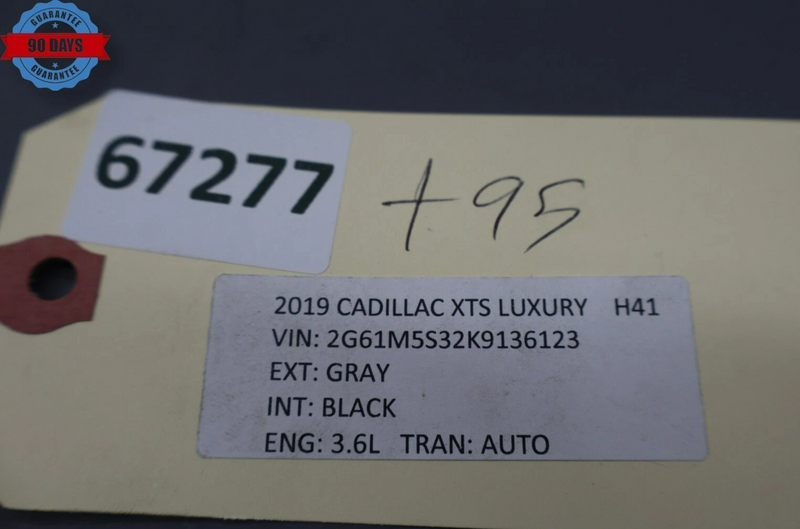 GUARANTEE
90 DAYS
GUARANTEE
67277
+95
2019 CADILLAC XTS LUXURY H41
VIN: 2G61M5S32K9136123
EXT: GRAY
INT: BLACK
ENG: 3.6L TRAN: AUTO